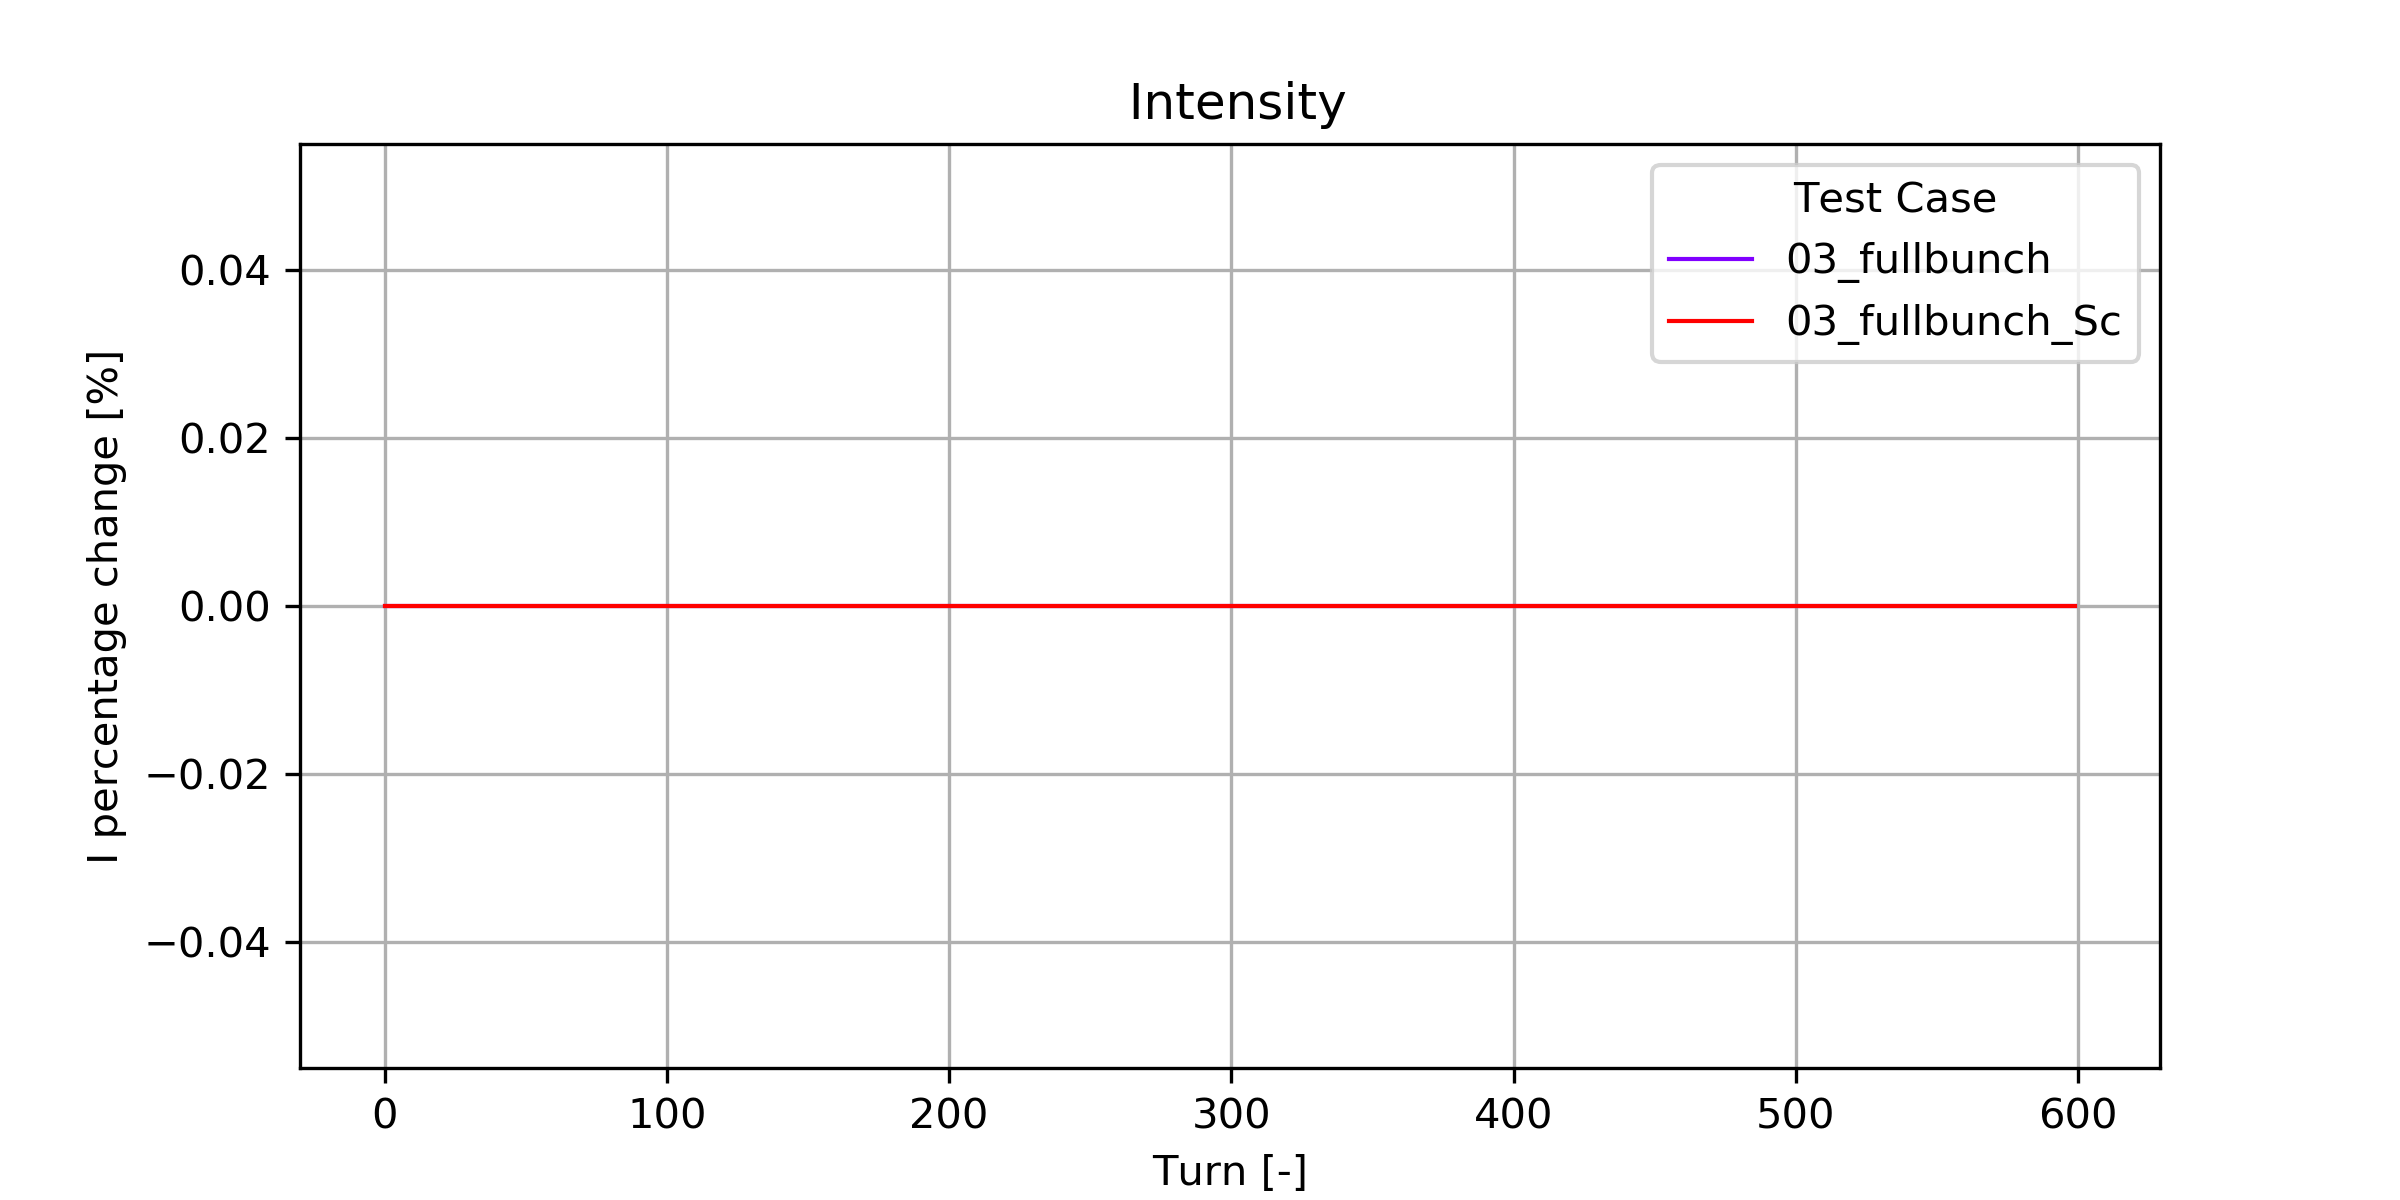 Intensity
I percentage change [%]
0.04
0.02
0.00
−0.02
−0.04
Test Case
03_fullbunch
03_fullbunch_Sc
0 100 200 300 400 500 600
Turn [-]